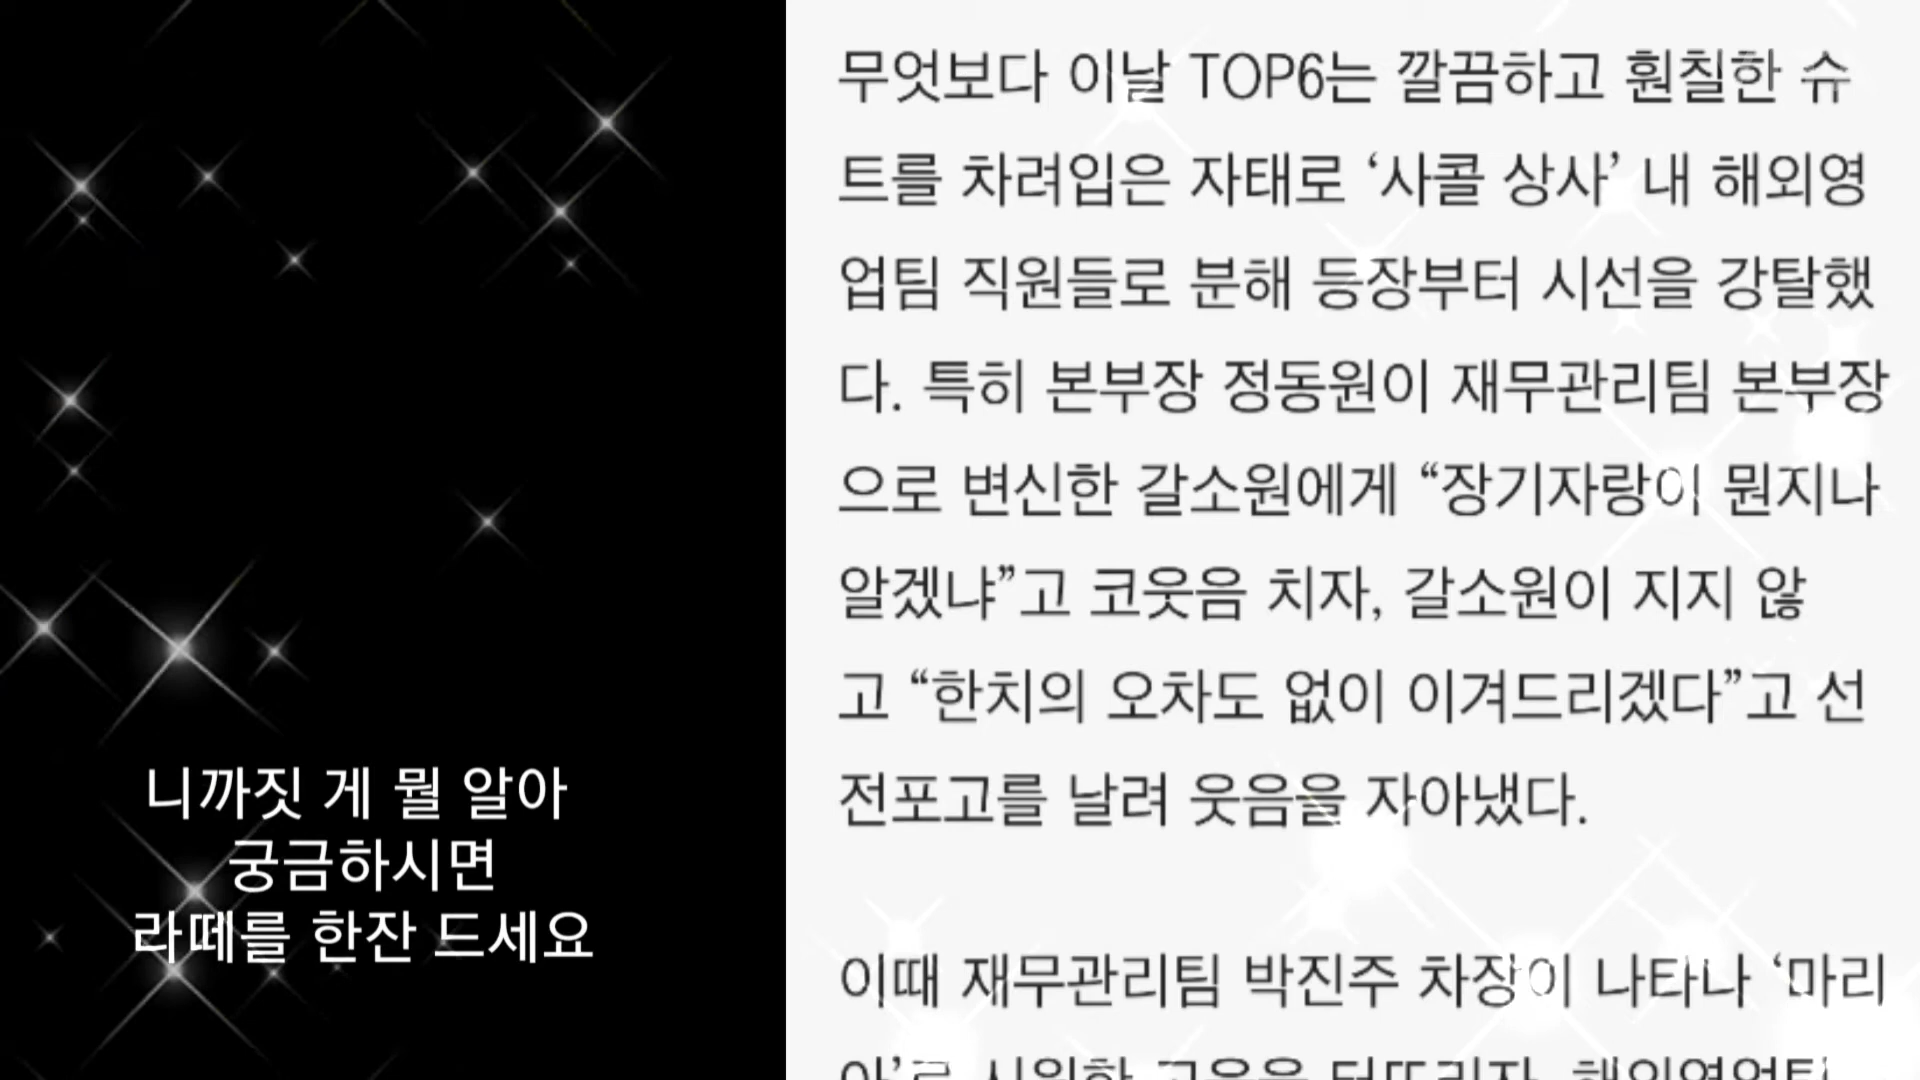 니까짓 게 뭘 알아
궁금하시면
라떼를 한잔 드세요
무엇보다 이날 TOP6는 깔끔하고 훤칠한 슈
트를 차려입은 자태로 ‘사콜 상사’ 내 해외영
업팀 직원들로 분해 등장부터 시선을 강탈했
다. 특히 본부장 정동원이 재무관리팀 본부장
으로 변신한 갈소원에게 “장기자랑이 뭔지나
알겠냐”고 코웃음 치자, 갈소원이 지지 않
고 “한치의 오차도 없이 이겨드리겠다”고 선
전포고를 날려 웃음을 자아냈다.
이때 재무관리팀 박진주 차장이 나타나 ‘마리